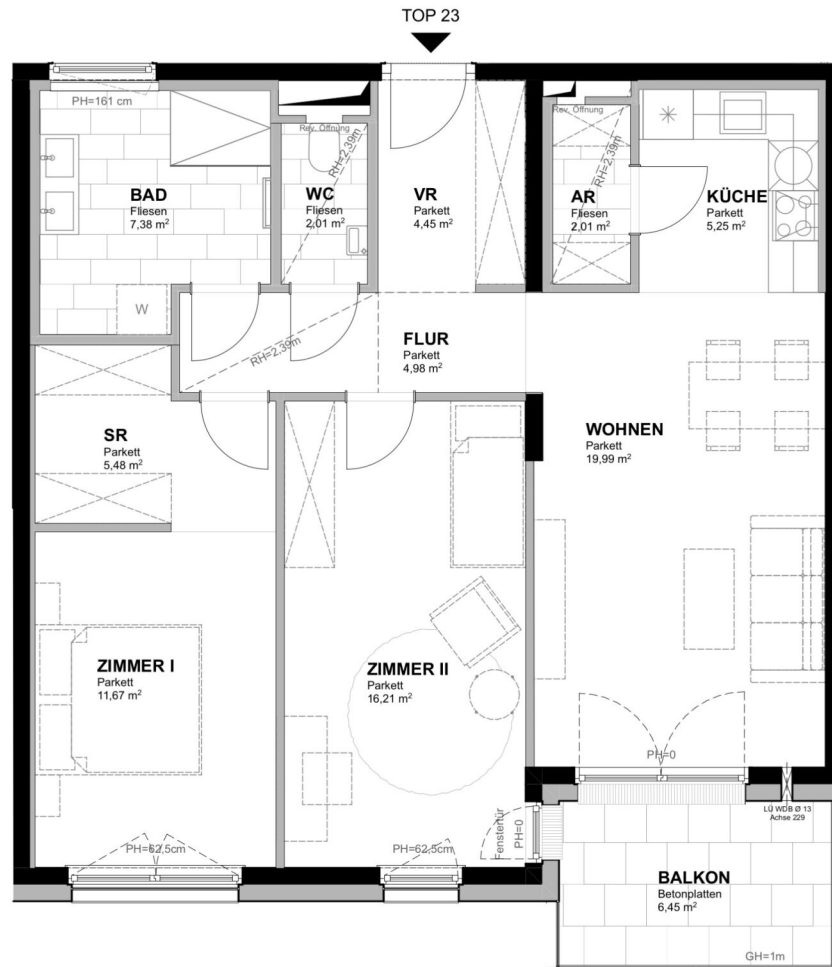 TOP 23
PH=161 cm
BAD
Fliesen
7,38 m²
W
Rev. Öffnung
RH=2,39m
WC
Fliesen
2,01 m²
VR
Parkett
4,45 m²
Rev. Öffnung
RH=2,39m
AR
Fliesen
2,01 m²
KÜCHE
Parkett
5,25 m²
RH=2,39m
FLUR
Parkett
4,98 m²
SR
Parkett
5,48 m²
WOHNEN
Parkett
19,99 m²
ZIMMER I
Parkett
11,67 m²
ZIMMER II
Parkett
16,21 m²
PH=0
PH=62,5cm
PH=62,5cm
Fenstertür
PH=0
LÜ WDB Ø 13
Achse 229
BALKON
Betonplatten
6,45 m²
GH=1m